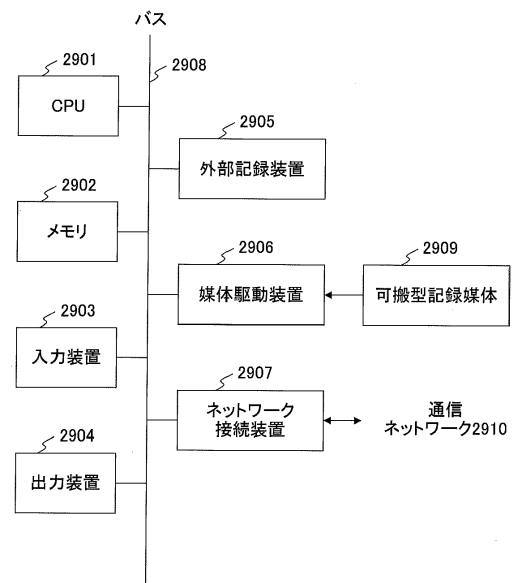 バス
2908
2901
CPU
2905
外部記録装置
2902
メモリ
2906
媒体駆動装置
2909
可搬型記録媒体
2903
入力装置
2907
ネットワーク
接続装置
通信
ネットワーク2910
2904
出力装置